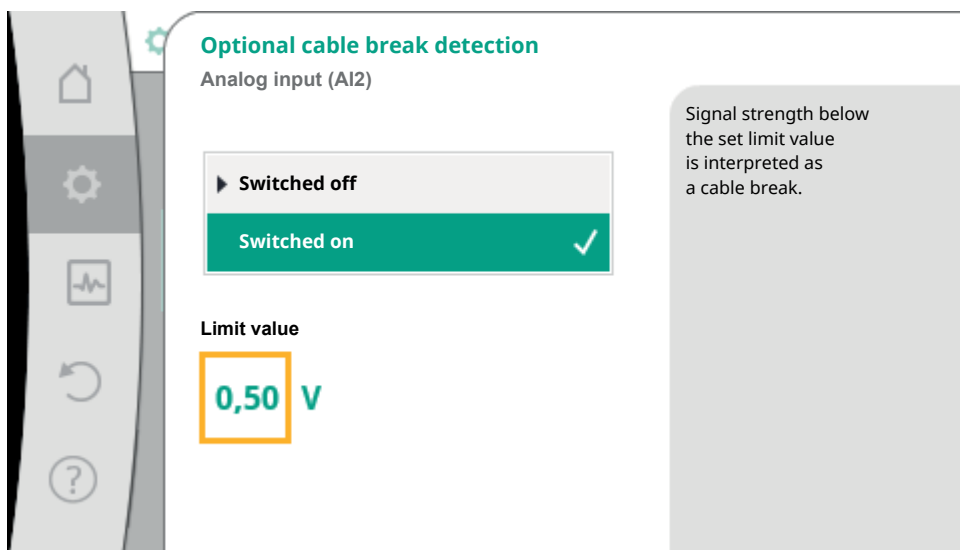 Optional cable break detection
Analog input (AI2)
Signal strength below
the set limit value
is interpreted as
a cable break.
Switched off
Switched on
Limit value
0,50 V
?